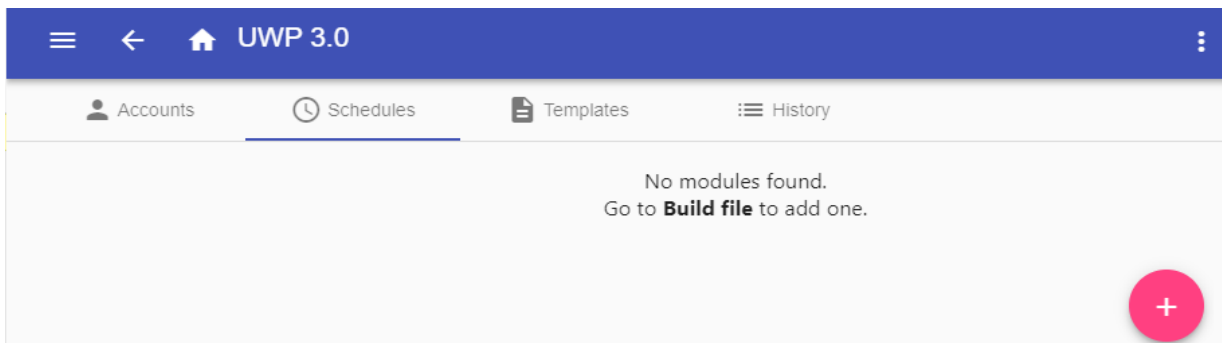 UWP 3.0
Accounts Schedules Templates History
No modules found.
Go to Build file to add one.